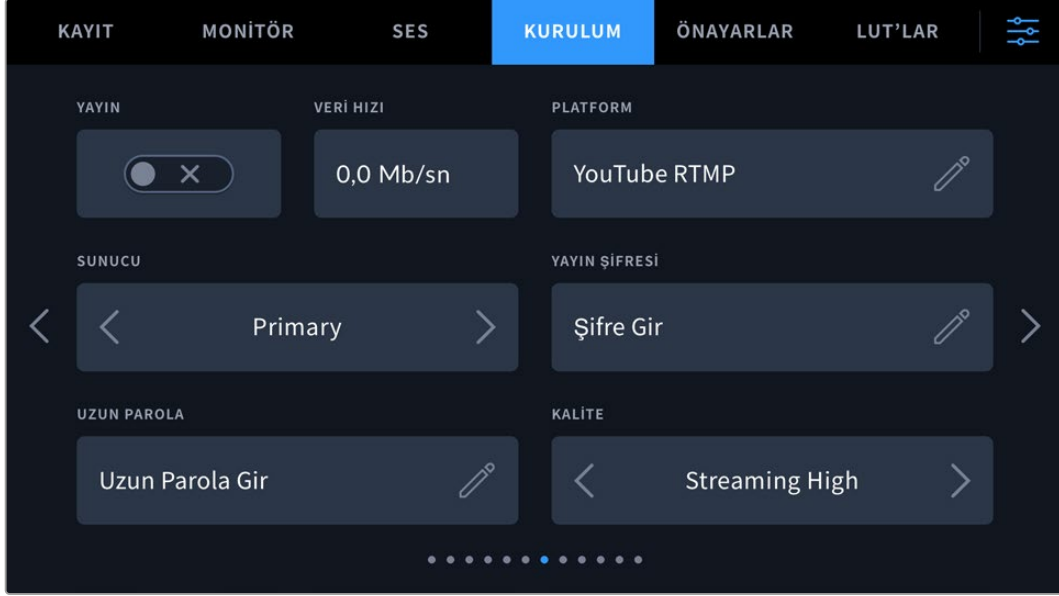 KAYIT MONİTÖR SES KURULUM ÖNAYARLAR LUT’LAR
YAYIN VERİ HIZI PLATFORM
0,0 Mb/sn YouTube RTMP
SUNUCU YAYIN ŞİFRESİ
Primary Şifre Gir
UZUN PAROLA KALİTE
Uzun Parola Gir Streaming High